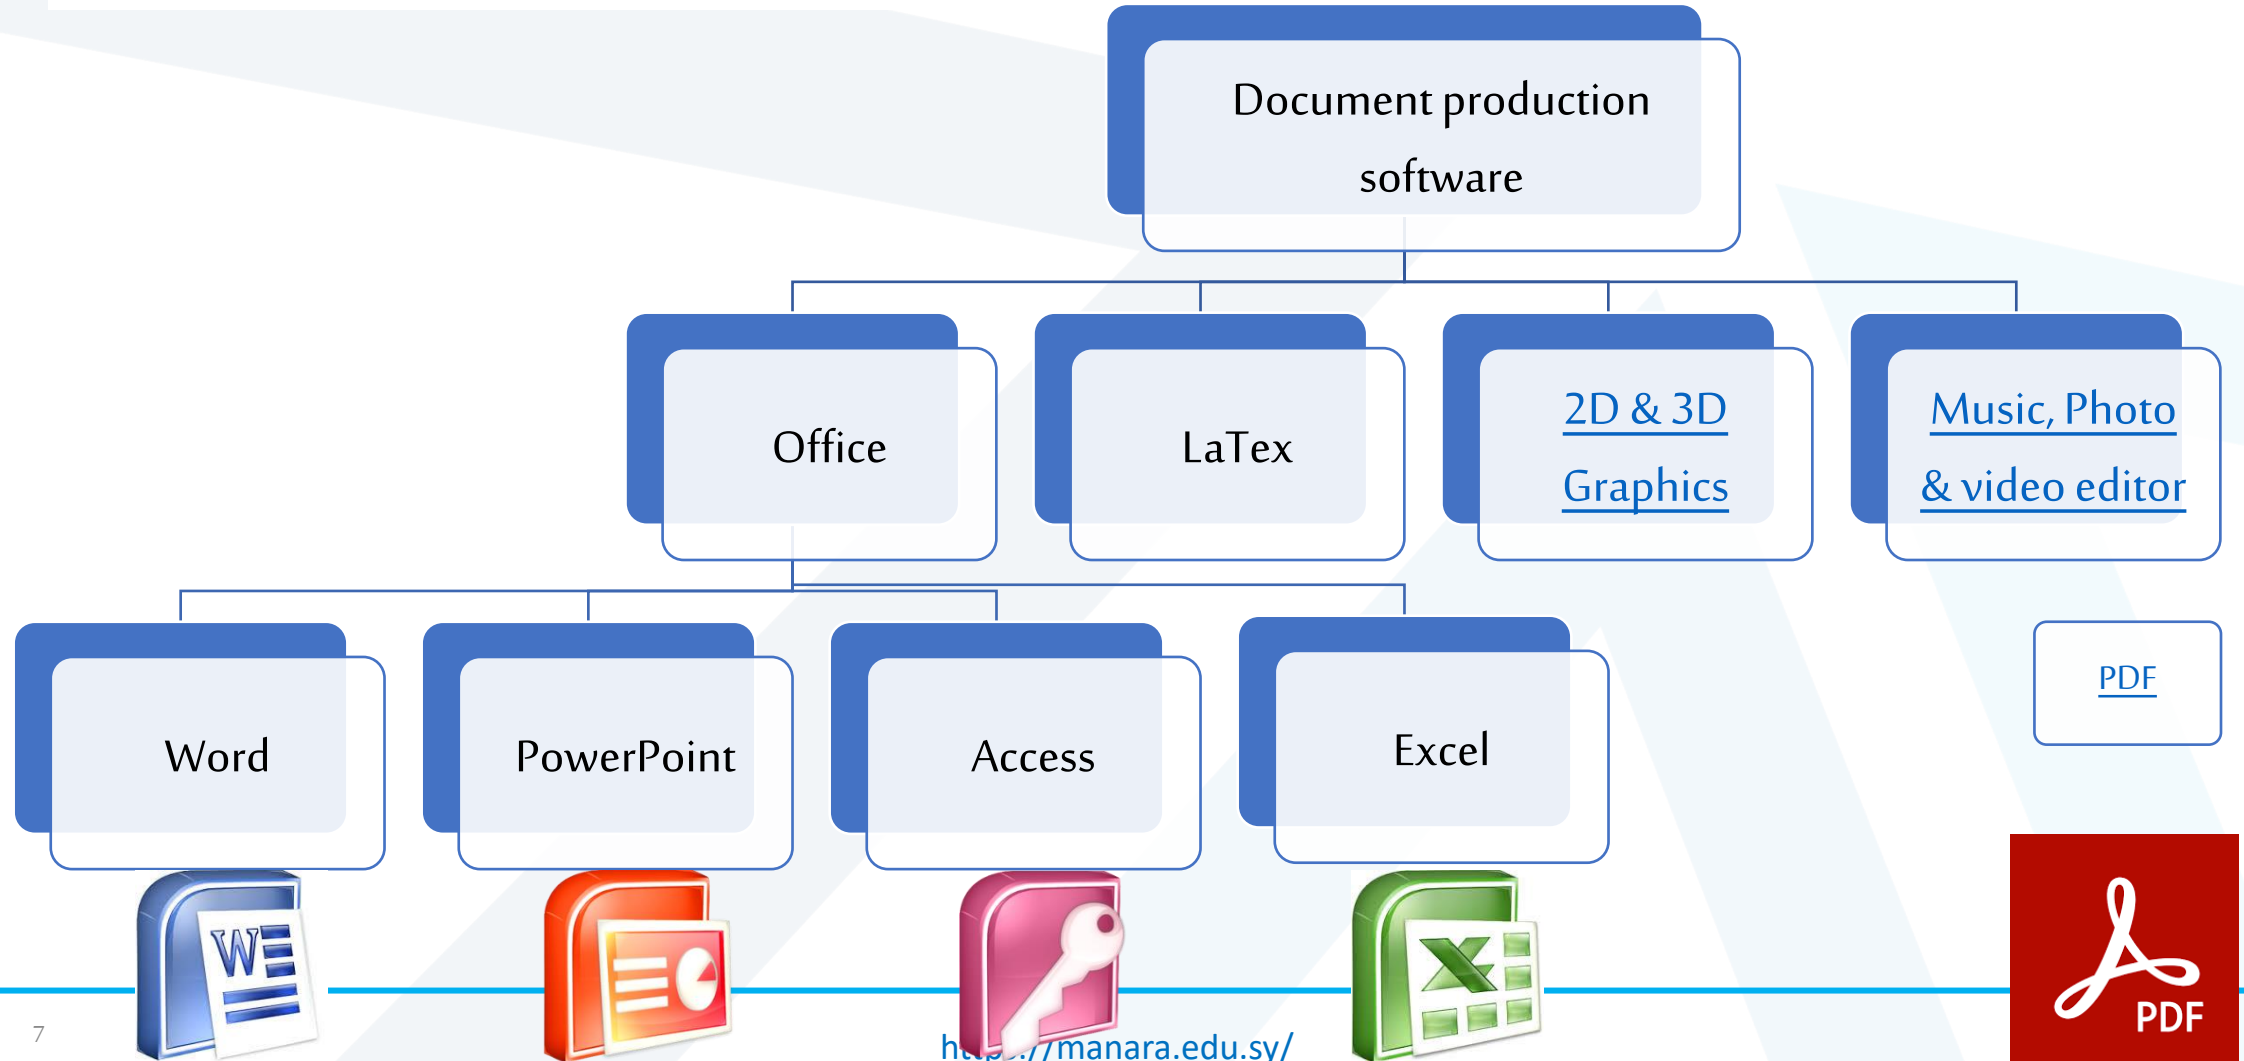 Document production
software
Office
LaTex
2D & 3D
Graphics
Music, Photo
& video editor
Word
PowerPoint
Access
Excel
PDF
W
X
PDF
7
https://manara.edu.sy/